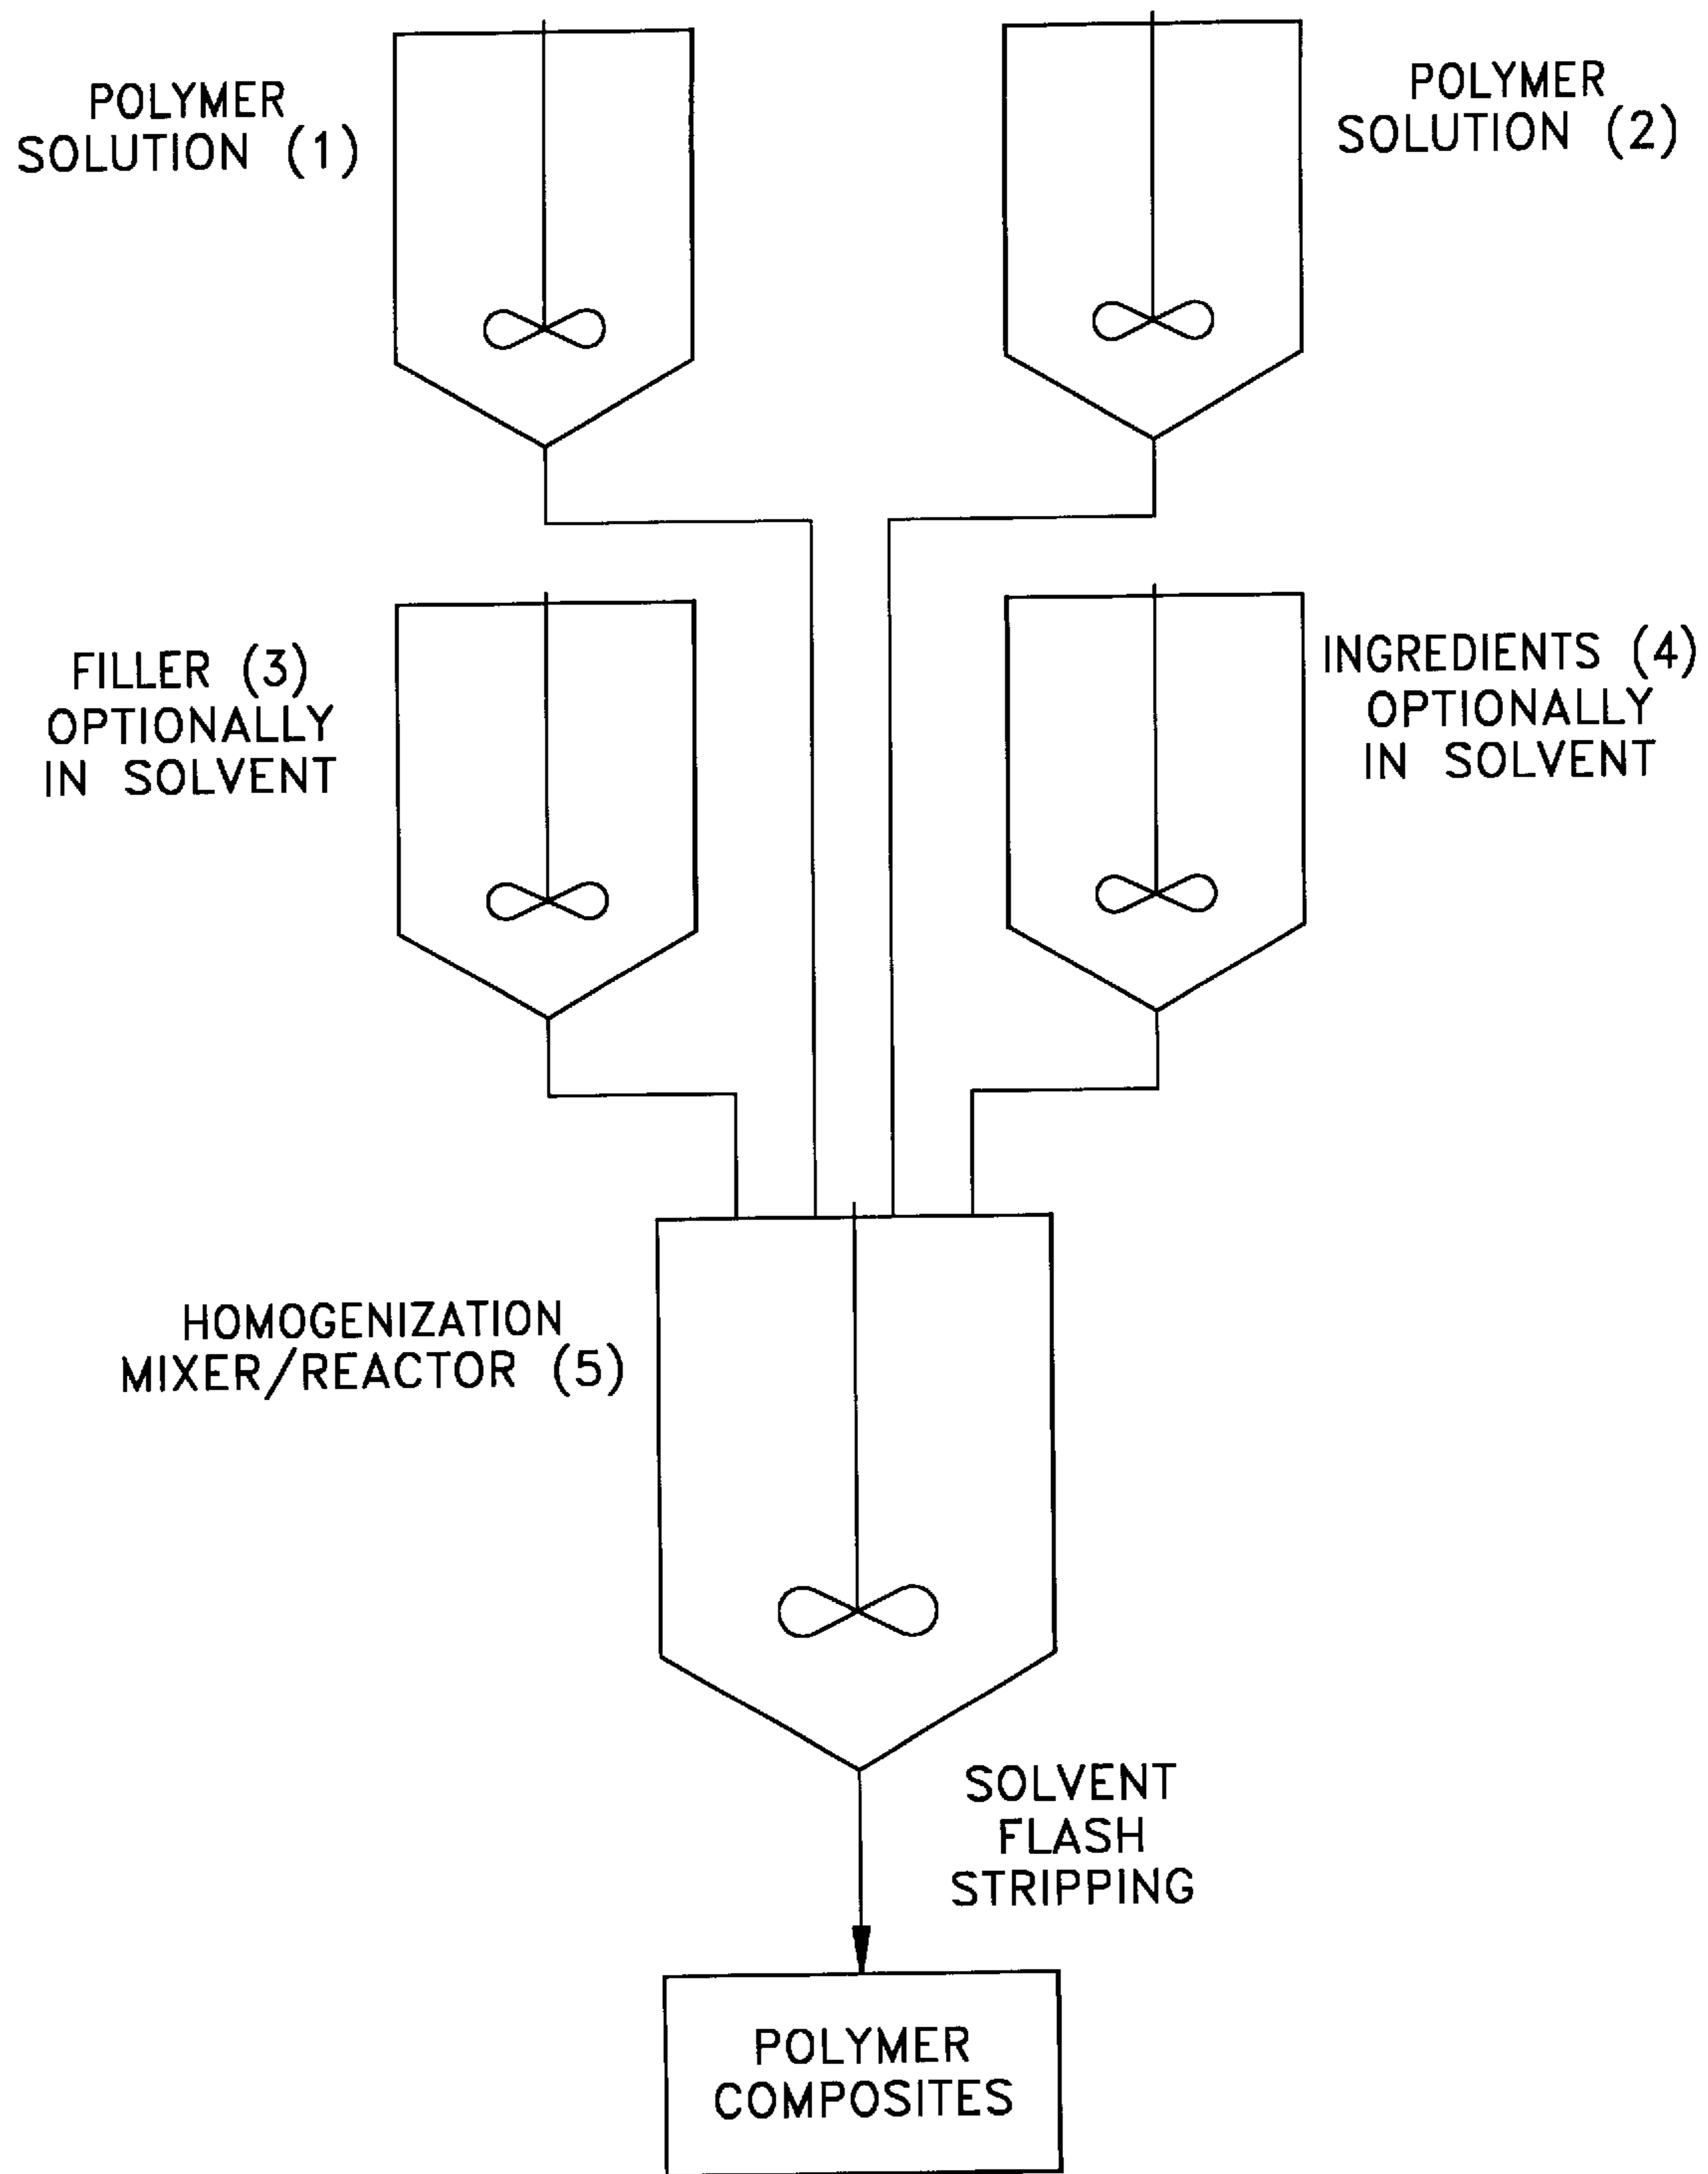 POLYMER
SOLUTION (1)
POLYMER
SOLUTION (2)
FILLER (3)
OPTIONALLY
IN SOLVENT
INGREDIENTS (4)
OPTIONALLY
IN SOLVENT
HOMOGENIZATION
MIXER/REACTOR (5)
SOLVENT
FLASH
STRIPPING
POLYMER
COMPOSITES